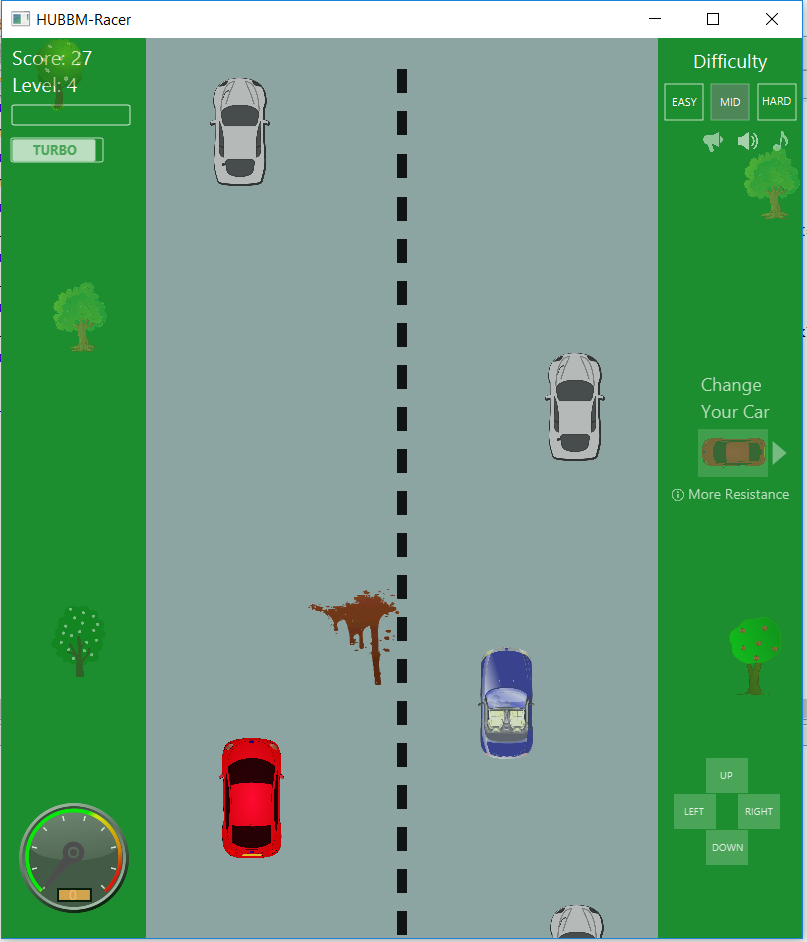 HUBBM-Racer
Score: 27
Level: 4
TURBO
Difficulty
EASY MID HARD
Change
Your Car
More Resistance
UP
LEFT RIGHT
DOWN
0